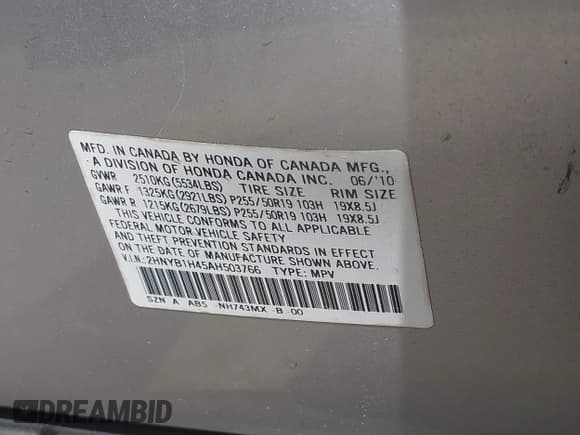 MFD. IN CANADA BY HONDA OF CANADA MFG.,
A DIVISION OF HONDA CANADA INC. 06/'10
GVWR 2510KG(5534LBS) TIRE SIZE RIM SIZE
GAWR F 1325KG(2921LBS) P255/50R19 103H 19X8.5J
GAWR R 1215KG(2679LBS) P255/50R19 103H 19X8.5J
THIS VEHICLE CONFORMS TO ALL APPLICABLE
FEDERAL MOTOR VEHICLE SAFETY
AND THEFT PREVENTION STANDARDS IN EFFECT
ON THE DATE OF MANUFACTURE SHOWN ABOVE.
V.I.N.:2HNYB1H45AH503766 TYPE: MPV
SZN A AB5 NH743MX -B -00
DREAMBID